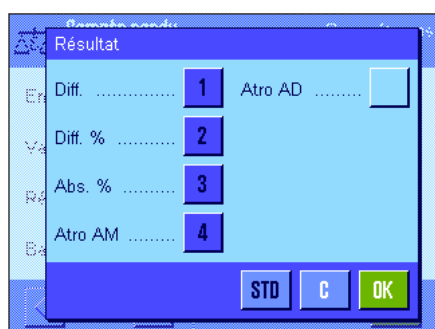 Résultat
Diff. .............. 1
Diff. % ........... 2
Abs. % .......... 3
Atro AM ......... 4
Atro AD .........
STD C OK